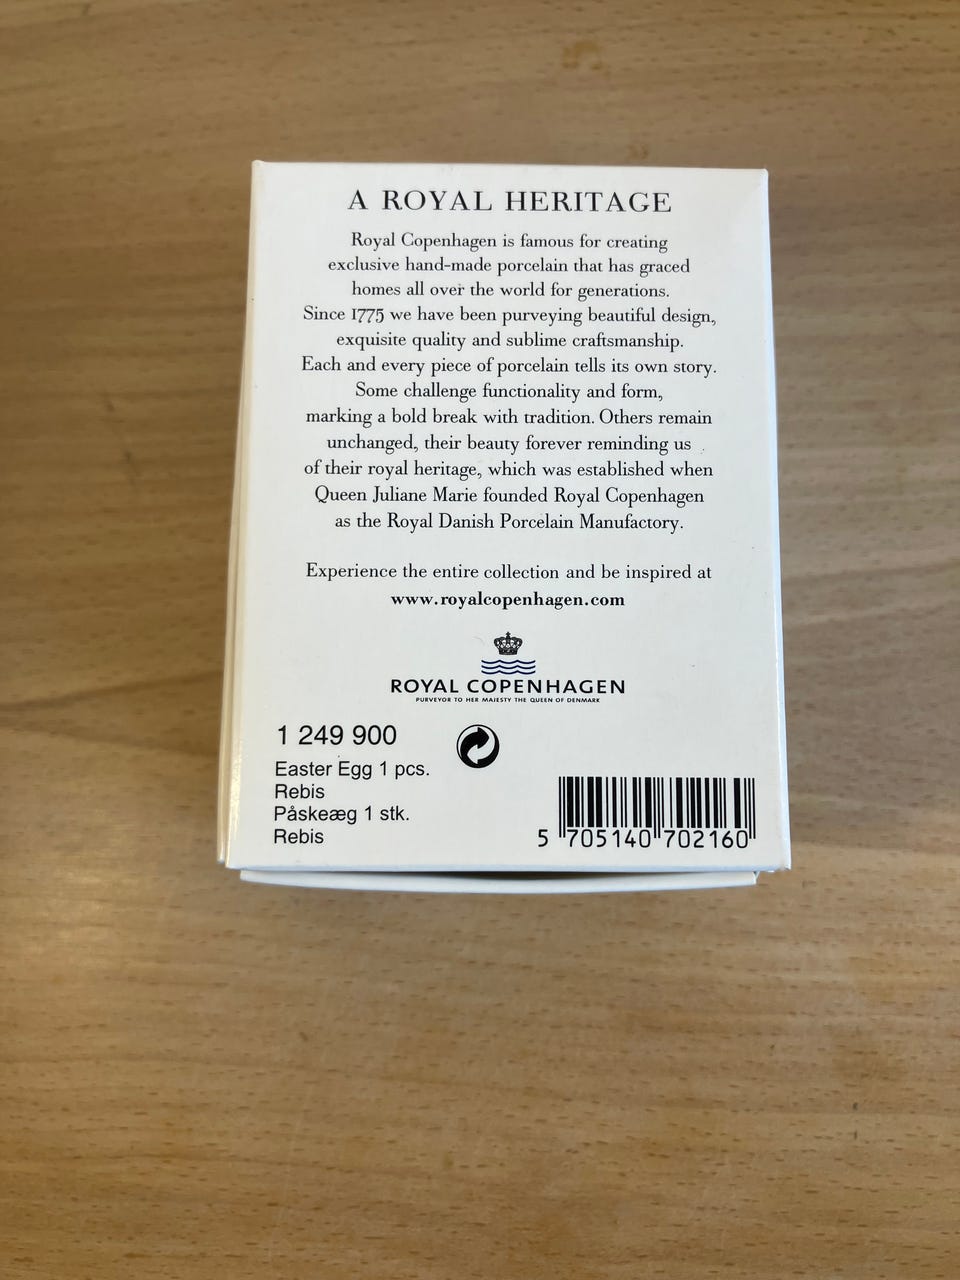 A ROYAL HERITAGE
Royal Copenhagen is famous for creating
exclusive hand-made porcelain that has graced
homes all over the world for generations.
Since 1775 we have been purveying beautiful design,
exquisite quality and sublime craftsmanship.
Each and every piece of porcelain tells its own story.
Some challenge functionality and form,
marking a bold break with tradition. Others remain
unchanged, their beauty forever reminding us
of their royal heritage, which was established when
Queen Juliane Marie founded Royal Copenhagen
as the Royal Danish Porcelain Manufactory.
Experience the entire collection and be inspired at
www.royalcopenhagen.com
ROYAL COPENHAGEN
PURVEYOR TO HER MAJESTY THE QUEEN OF DENMARK
1 249 900
Easter Egg 1 pcs.
Rebis
Påskeæg 1 stk.
Rebis
5 705140 702160